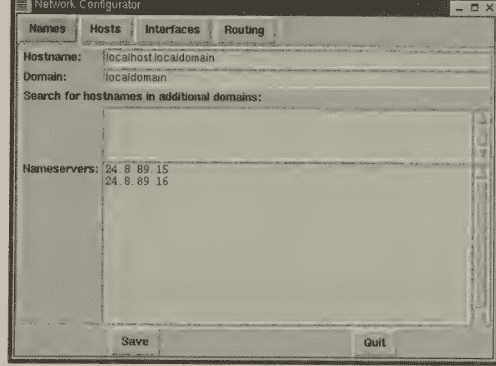 Network Configurator
Names Hosts Interfaces Routing
Hostname: localhost.localdomain
Domain: localdomain
Search for hostnames in additional domains:
Nameservers: 24.8.89.15
24.8.89.16
Save Quit